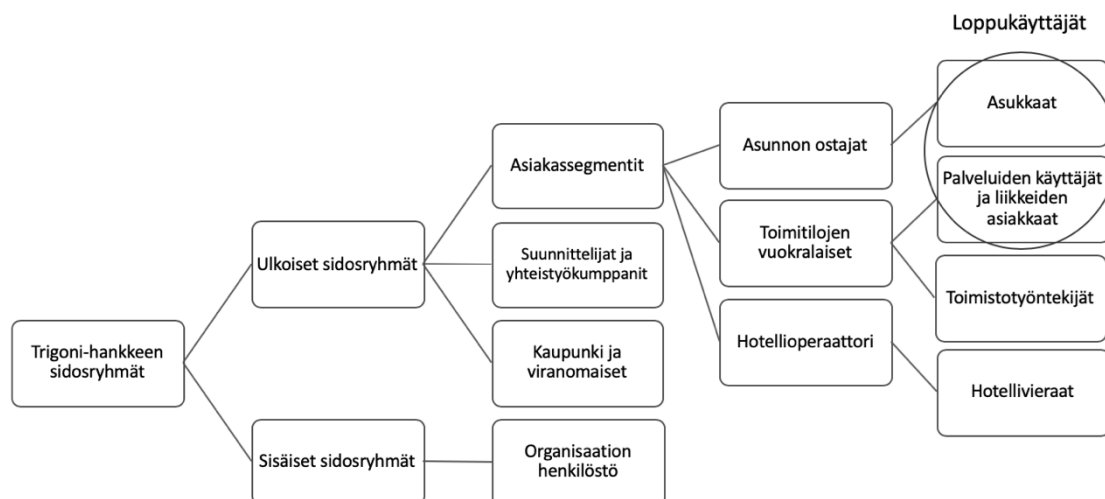 Loppukäyttäjät
Asukkaat
Asunnon ostajat
Asiakassegmentit
Palveluiden käyttäjät
ja liikkeiden
asiakkaat
Toimitilojen
vuokralaiset
Ulkoiset sidosryhmät
Suunnittelijat ja
yhteistyökumppanit
Toimistotyöntekijät
Trigoni-hankkeen
sidosryhmät
Kaupunki ja
viranomaiset
Hotellioperaattori
Hotellivieraat
Sisäiset sidosryhmät
Organisaation
henkilöstö